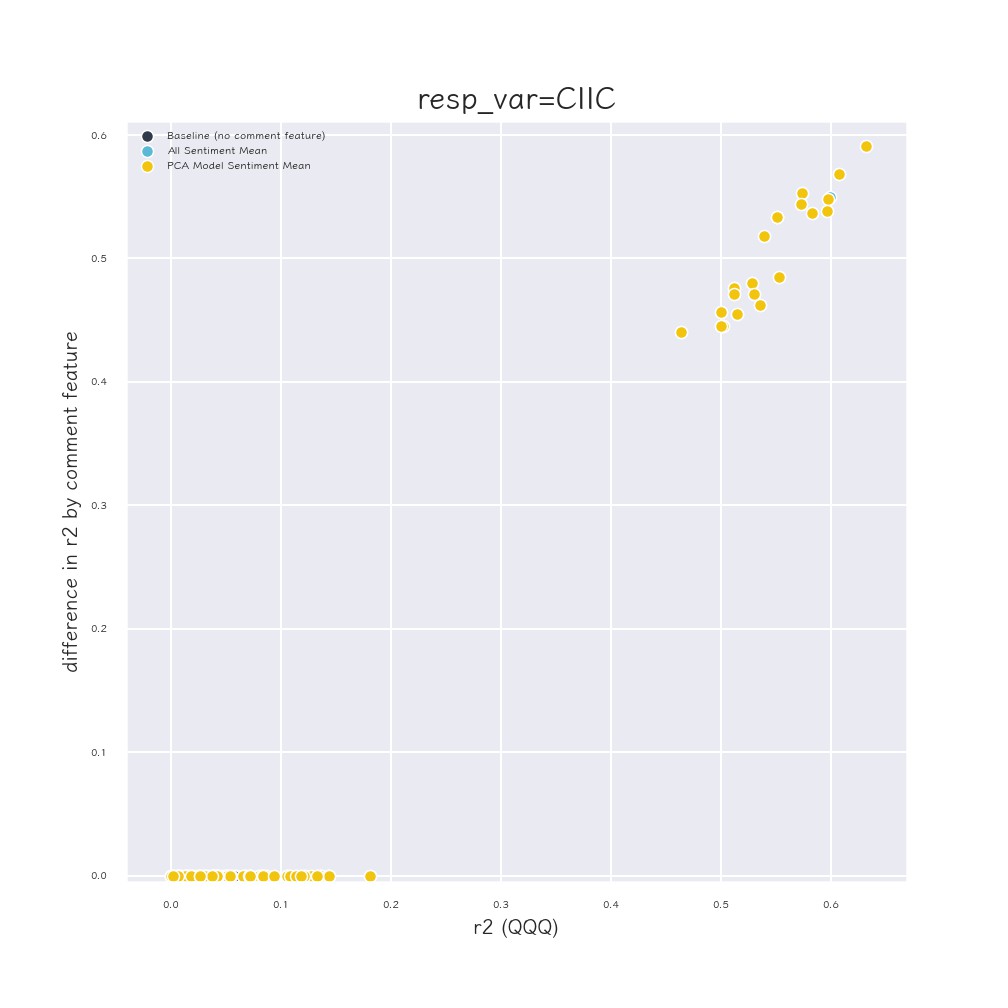 resp_var=CIIC
Baseline (no comment feature)
All Sentiment Mean
PCA Model Sentiment Mean
difference in r2 by comment feature
0.6
0.5
0.4
0.3
0.2
0.1
0.0
0.0 0.1 0.2 0.3 0.4 0.5 0.6
r2 (QQQ)